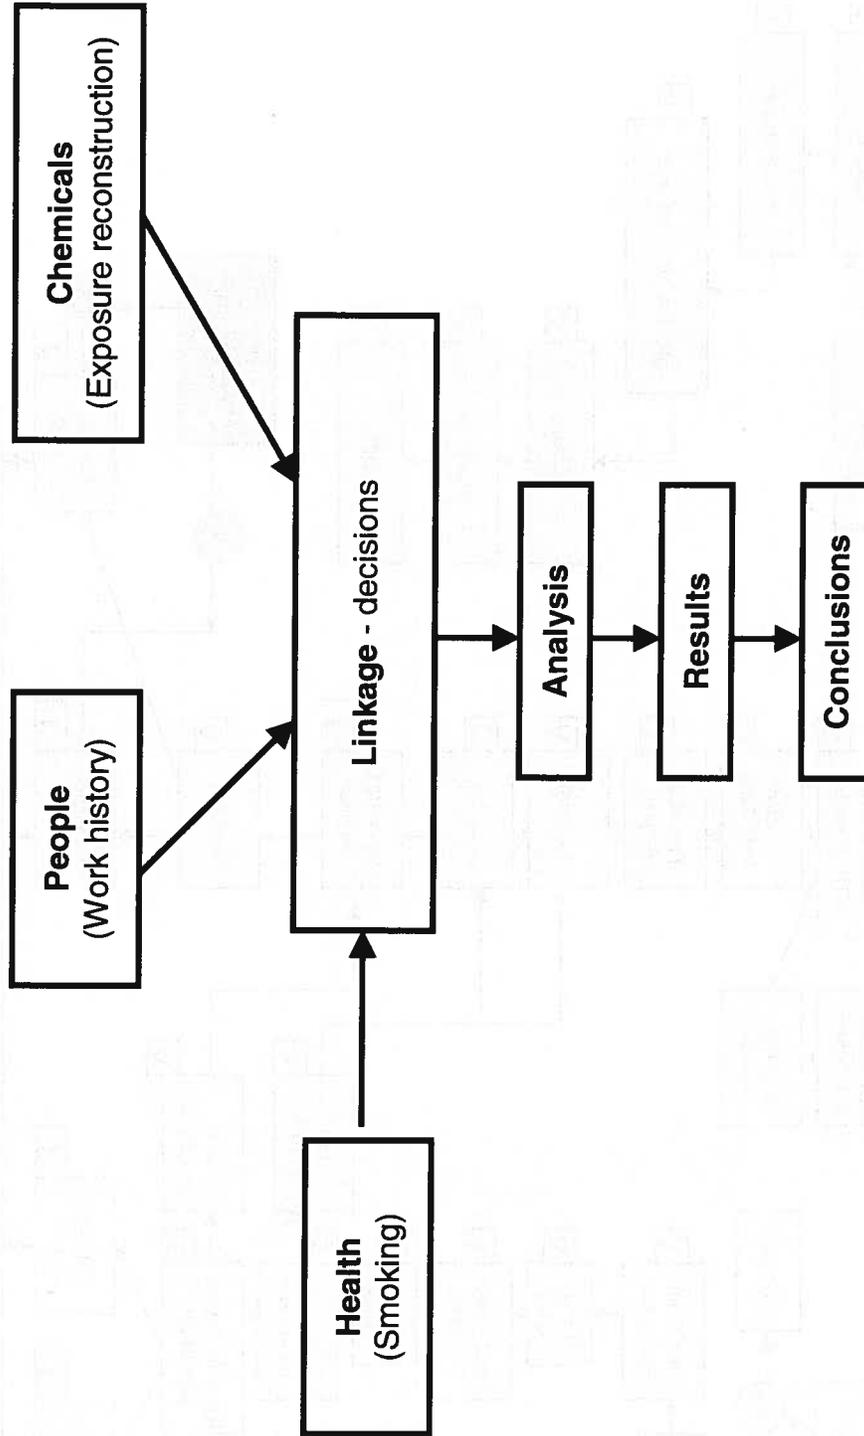 People
(Work history)
Chemicals
(Exposure reconstruction)
Health
(Smoking)
Linkage - decisions
Analysis
Results
Conclusions